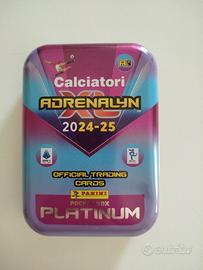 Calciatori
ADRENALYN
XL
2024-25
OFFICIAL TRADING
CARDS
PANINI
POCKET BOX
PLATINUM